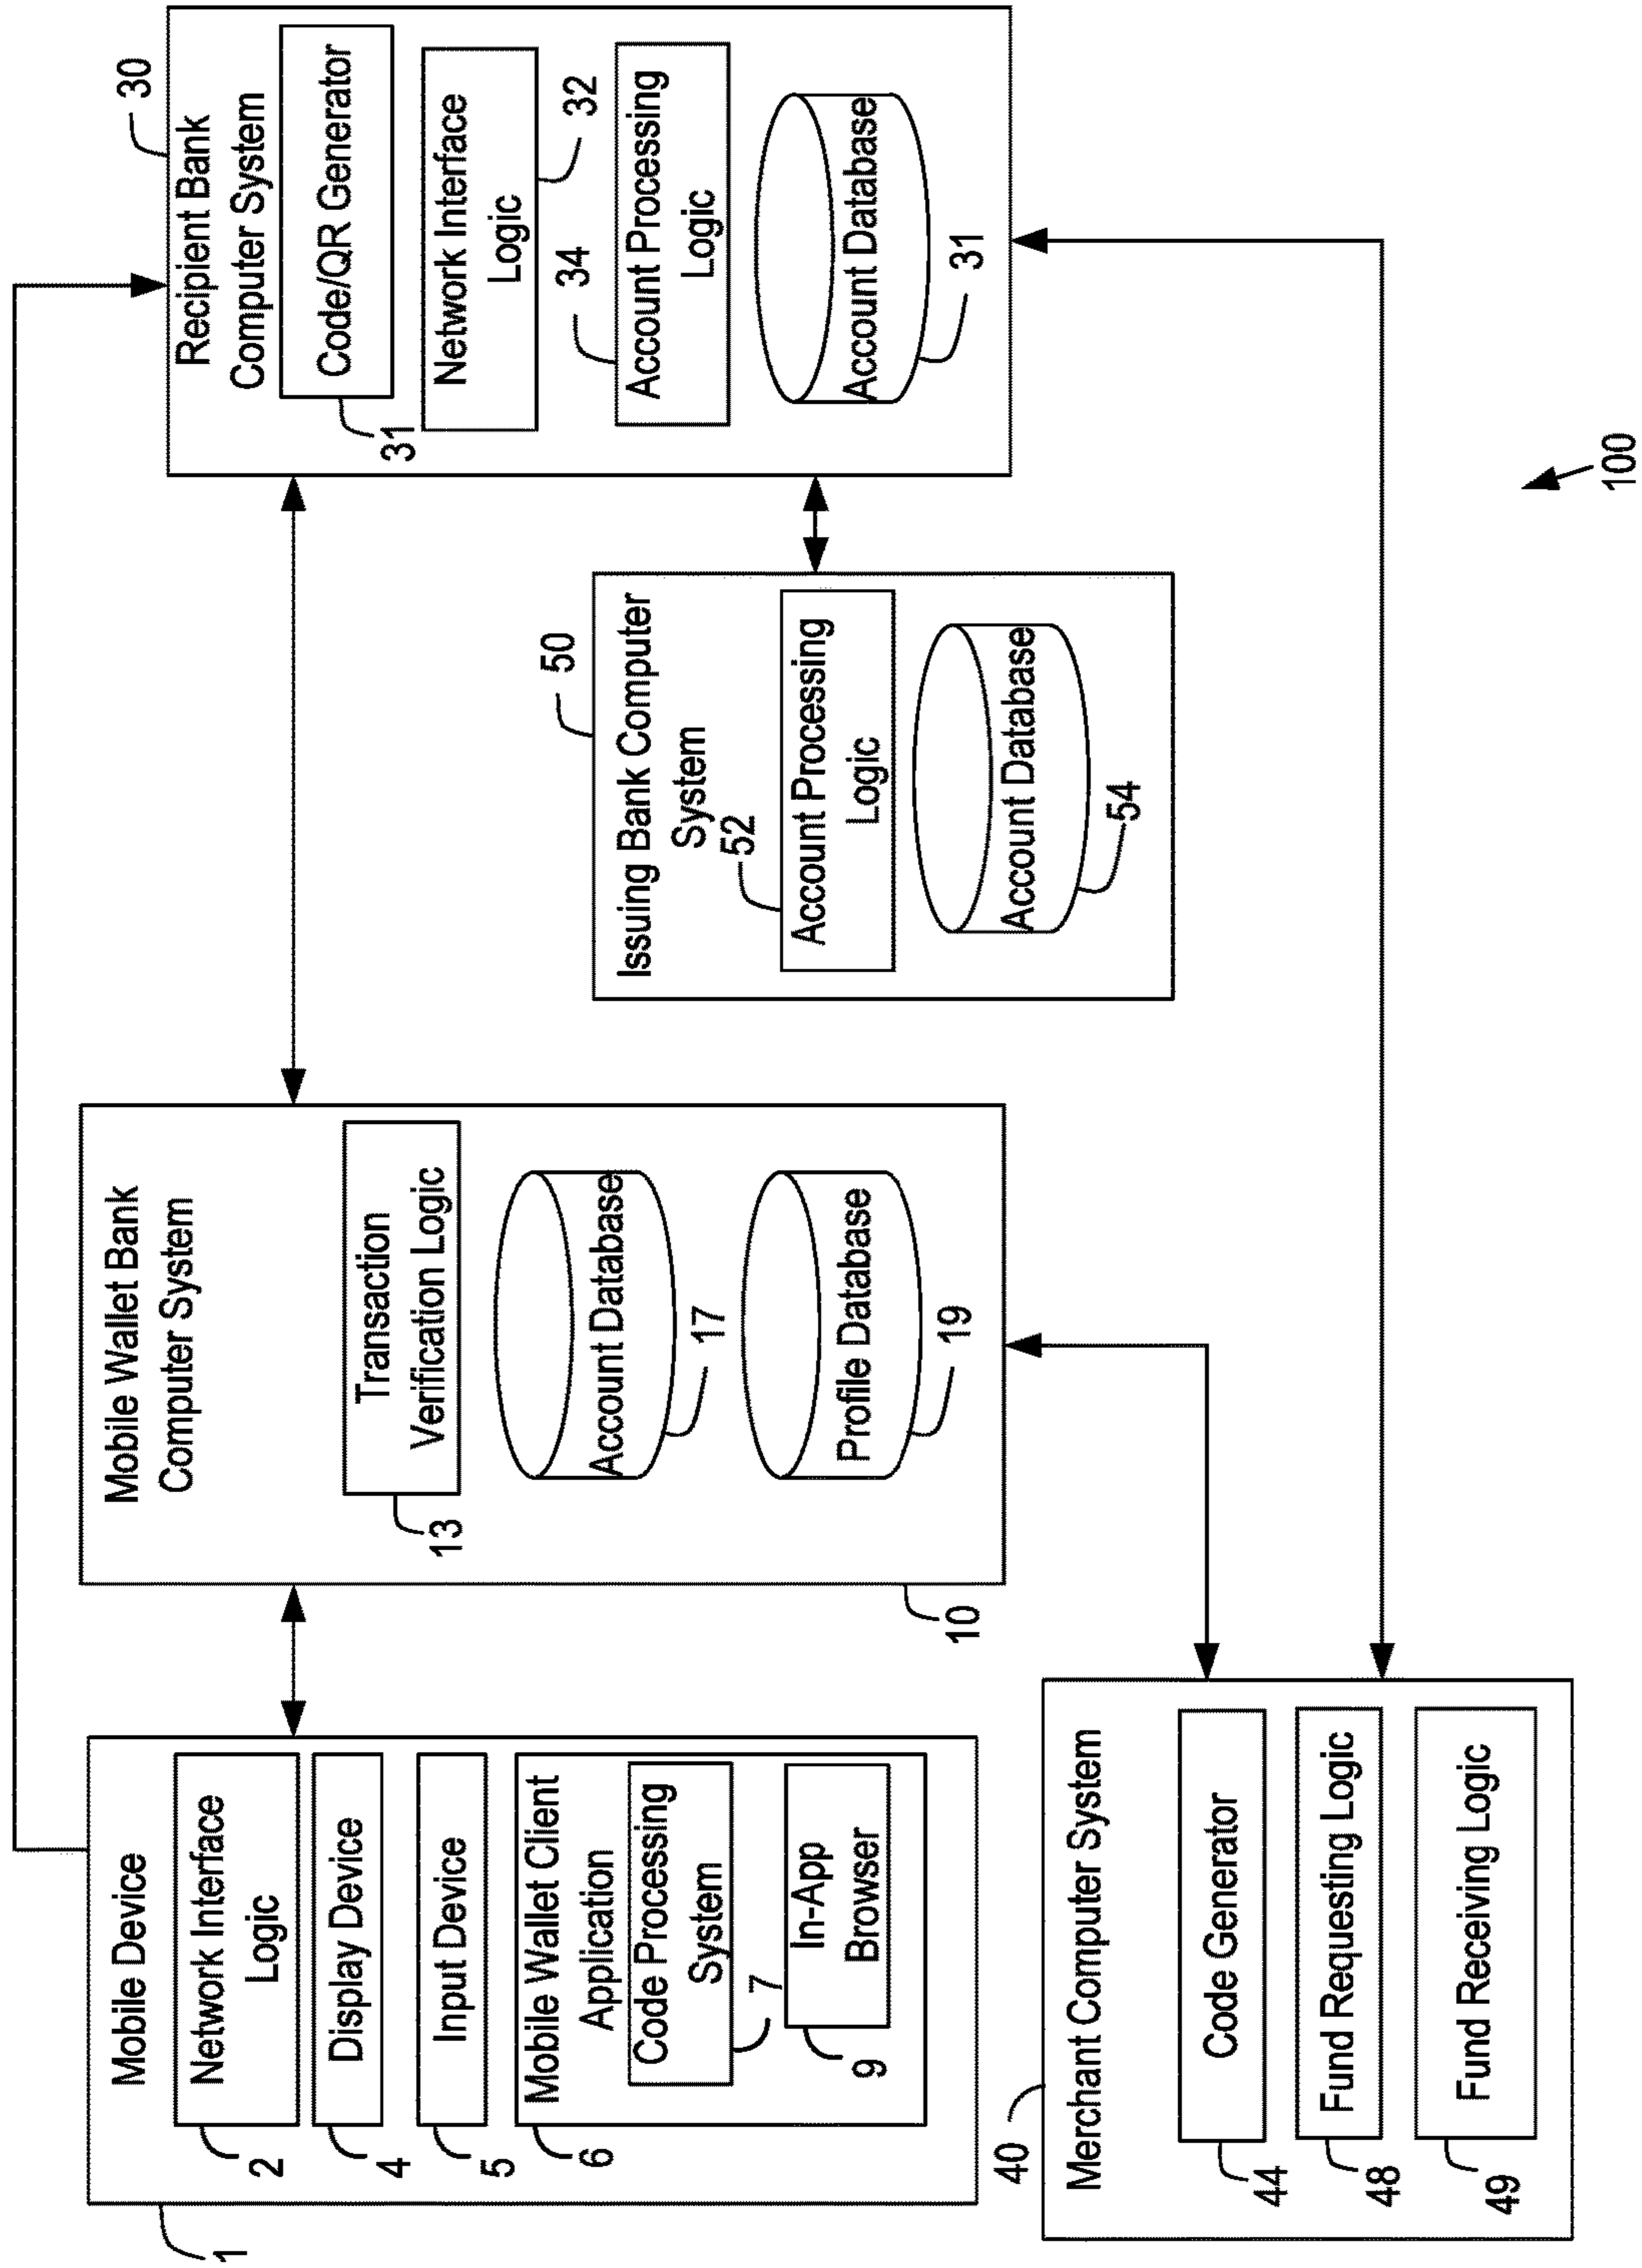 Mobile Device
Network Interface
Logic
2
Display Device
4
Input Device
5
Mobile Wallet Client
Application
6
Code Processing
System
7
In-App
Browser
9
1
Mobile Wallet Bank
Computer System
Transaction
Verification Logic
13
Account Database
17
Profile Database
19
10
30
Recipient Bank
Computer System
Code/QR Generator
31
Network Interface
Logic
32
34
Account Processing
Logic
Account Database
31
50
Issuing Bank Computer
System
52
Account Processing
Logic
Account Database
54
40
Merchant Computer System
Code Generator
44
Fund Requesting Logic
48
Fund Receiving Logic
49
100